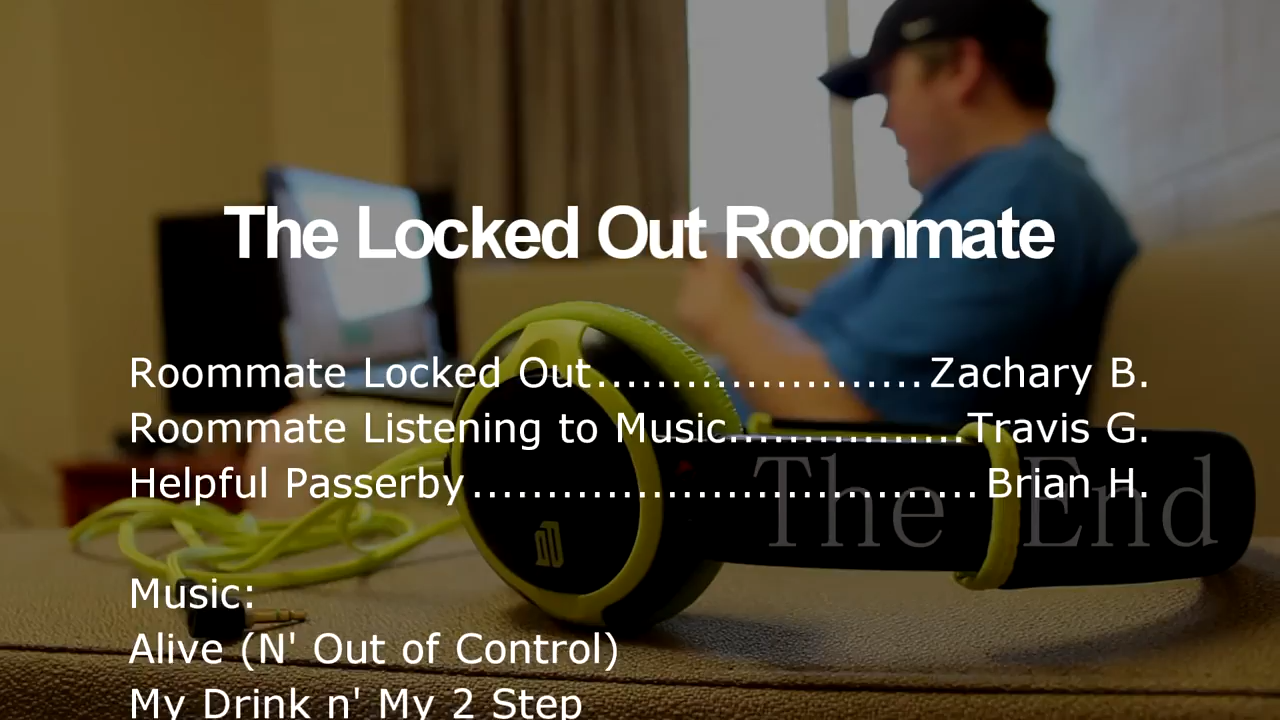 The Locked Out Roommate
Roommate Locked Out......................Zachary B.
Roommate Listening to Music................Travis G.
Helpful Passerby..................................Brian H.
The End
Music:
Alive (N' Out of Control)
My Drink n' My 2 Step